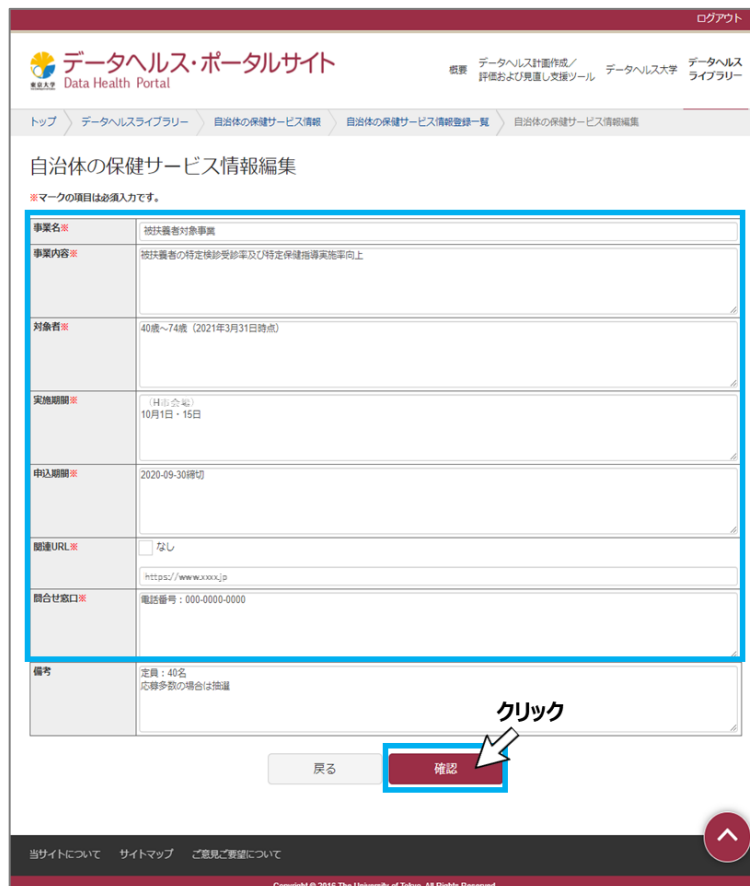 ログアウト
データヘルス・ポータルサイト
東京大学 Data Health Portal
概要 データヘルス計画作成／ 評価および見直し支援ツール データヘルス大学 データヘルス ライブラリー
トップ データヘルスライブラリー 自治体の保健サービス情報 自治体の保健サービス情報登録一覧 自治体の保健サービス情報編集
自治体の保健サービス情報編集
※マークの項目は必須入力です。
事業名※ 被扶養者対象事業
事業内容※ 被扶養者の特定検診受診率及び特定保健指導実施率向上
対象者※ 40歳～74歳（2021年3月31日時点）
実施期間※ （H市会場）
10月1日・15日
申込期間※ 2020-09-30締切
関連URL※ なし
https://www.xxxx.jp
問合せ窓口※ 電話番号：000-0000-0000
備考 定員：40名
応募多数の場合は抽選
クリック
戻る 確認
当サイトについて サイトマップ ご意見ご要望について
Copyright © 2016 The University of Tokyo. All Rights Reserved.